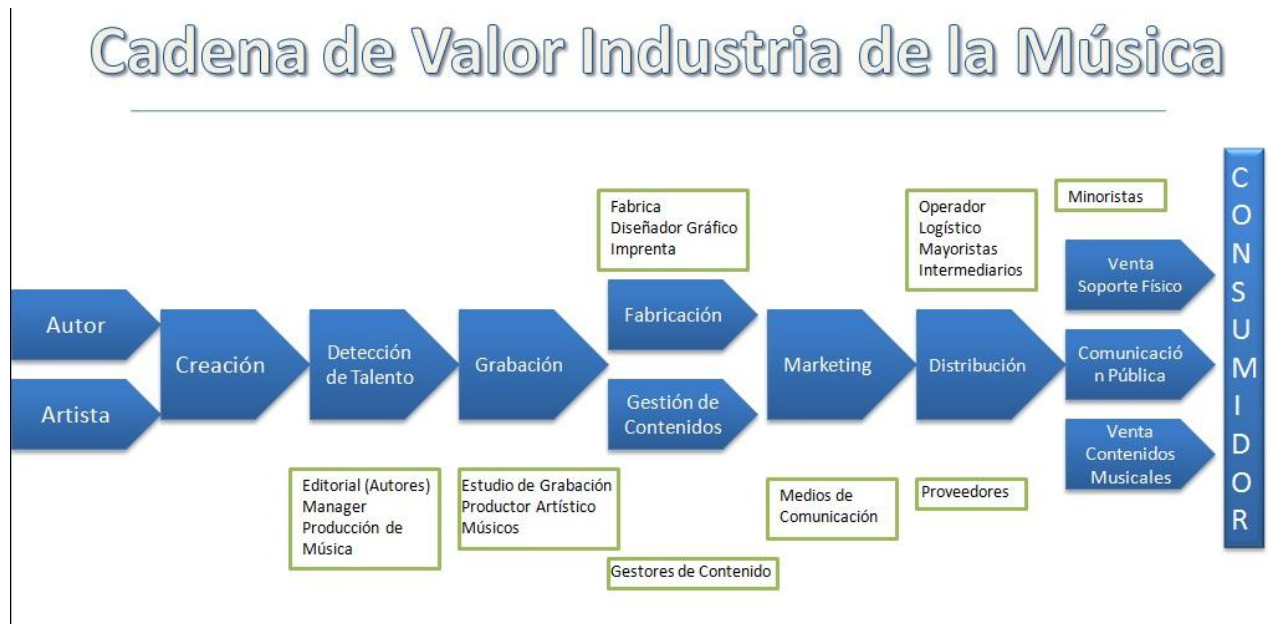 Cadena de Valor Industria de la Música
Autor
Artista
Creación
Detección
de Talento
Editorial (Autores)
Manager
Producción de
Música
Grabación
Estudio de Grabación
Productor Artístico
Músicos
Fabrica
Diseñador Gráfico
Imprenta
Fabricación
Gestión de
Contenidos
Gestores de Contenido
Marketing
Medios de
Comunicación
Operador
Logístico
Mayoristas
Intermediarios
Distribución
Proveedores
Minoristas
Venta
Soporte Físico
Comunicació
n Pública
Venta
Contenidos
Musicales
CONSUMIDOR